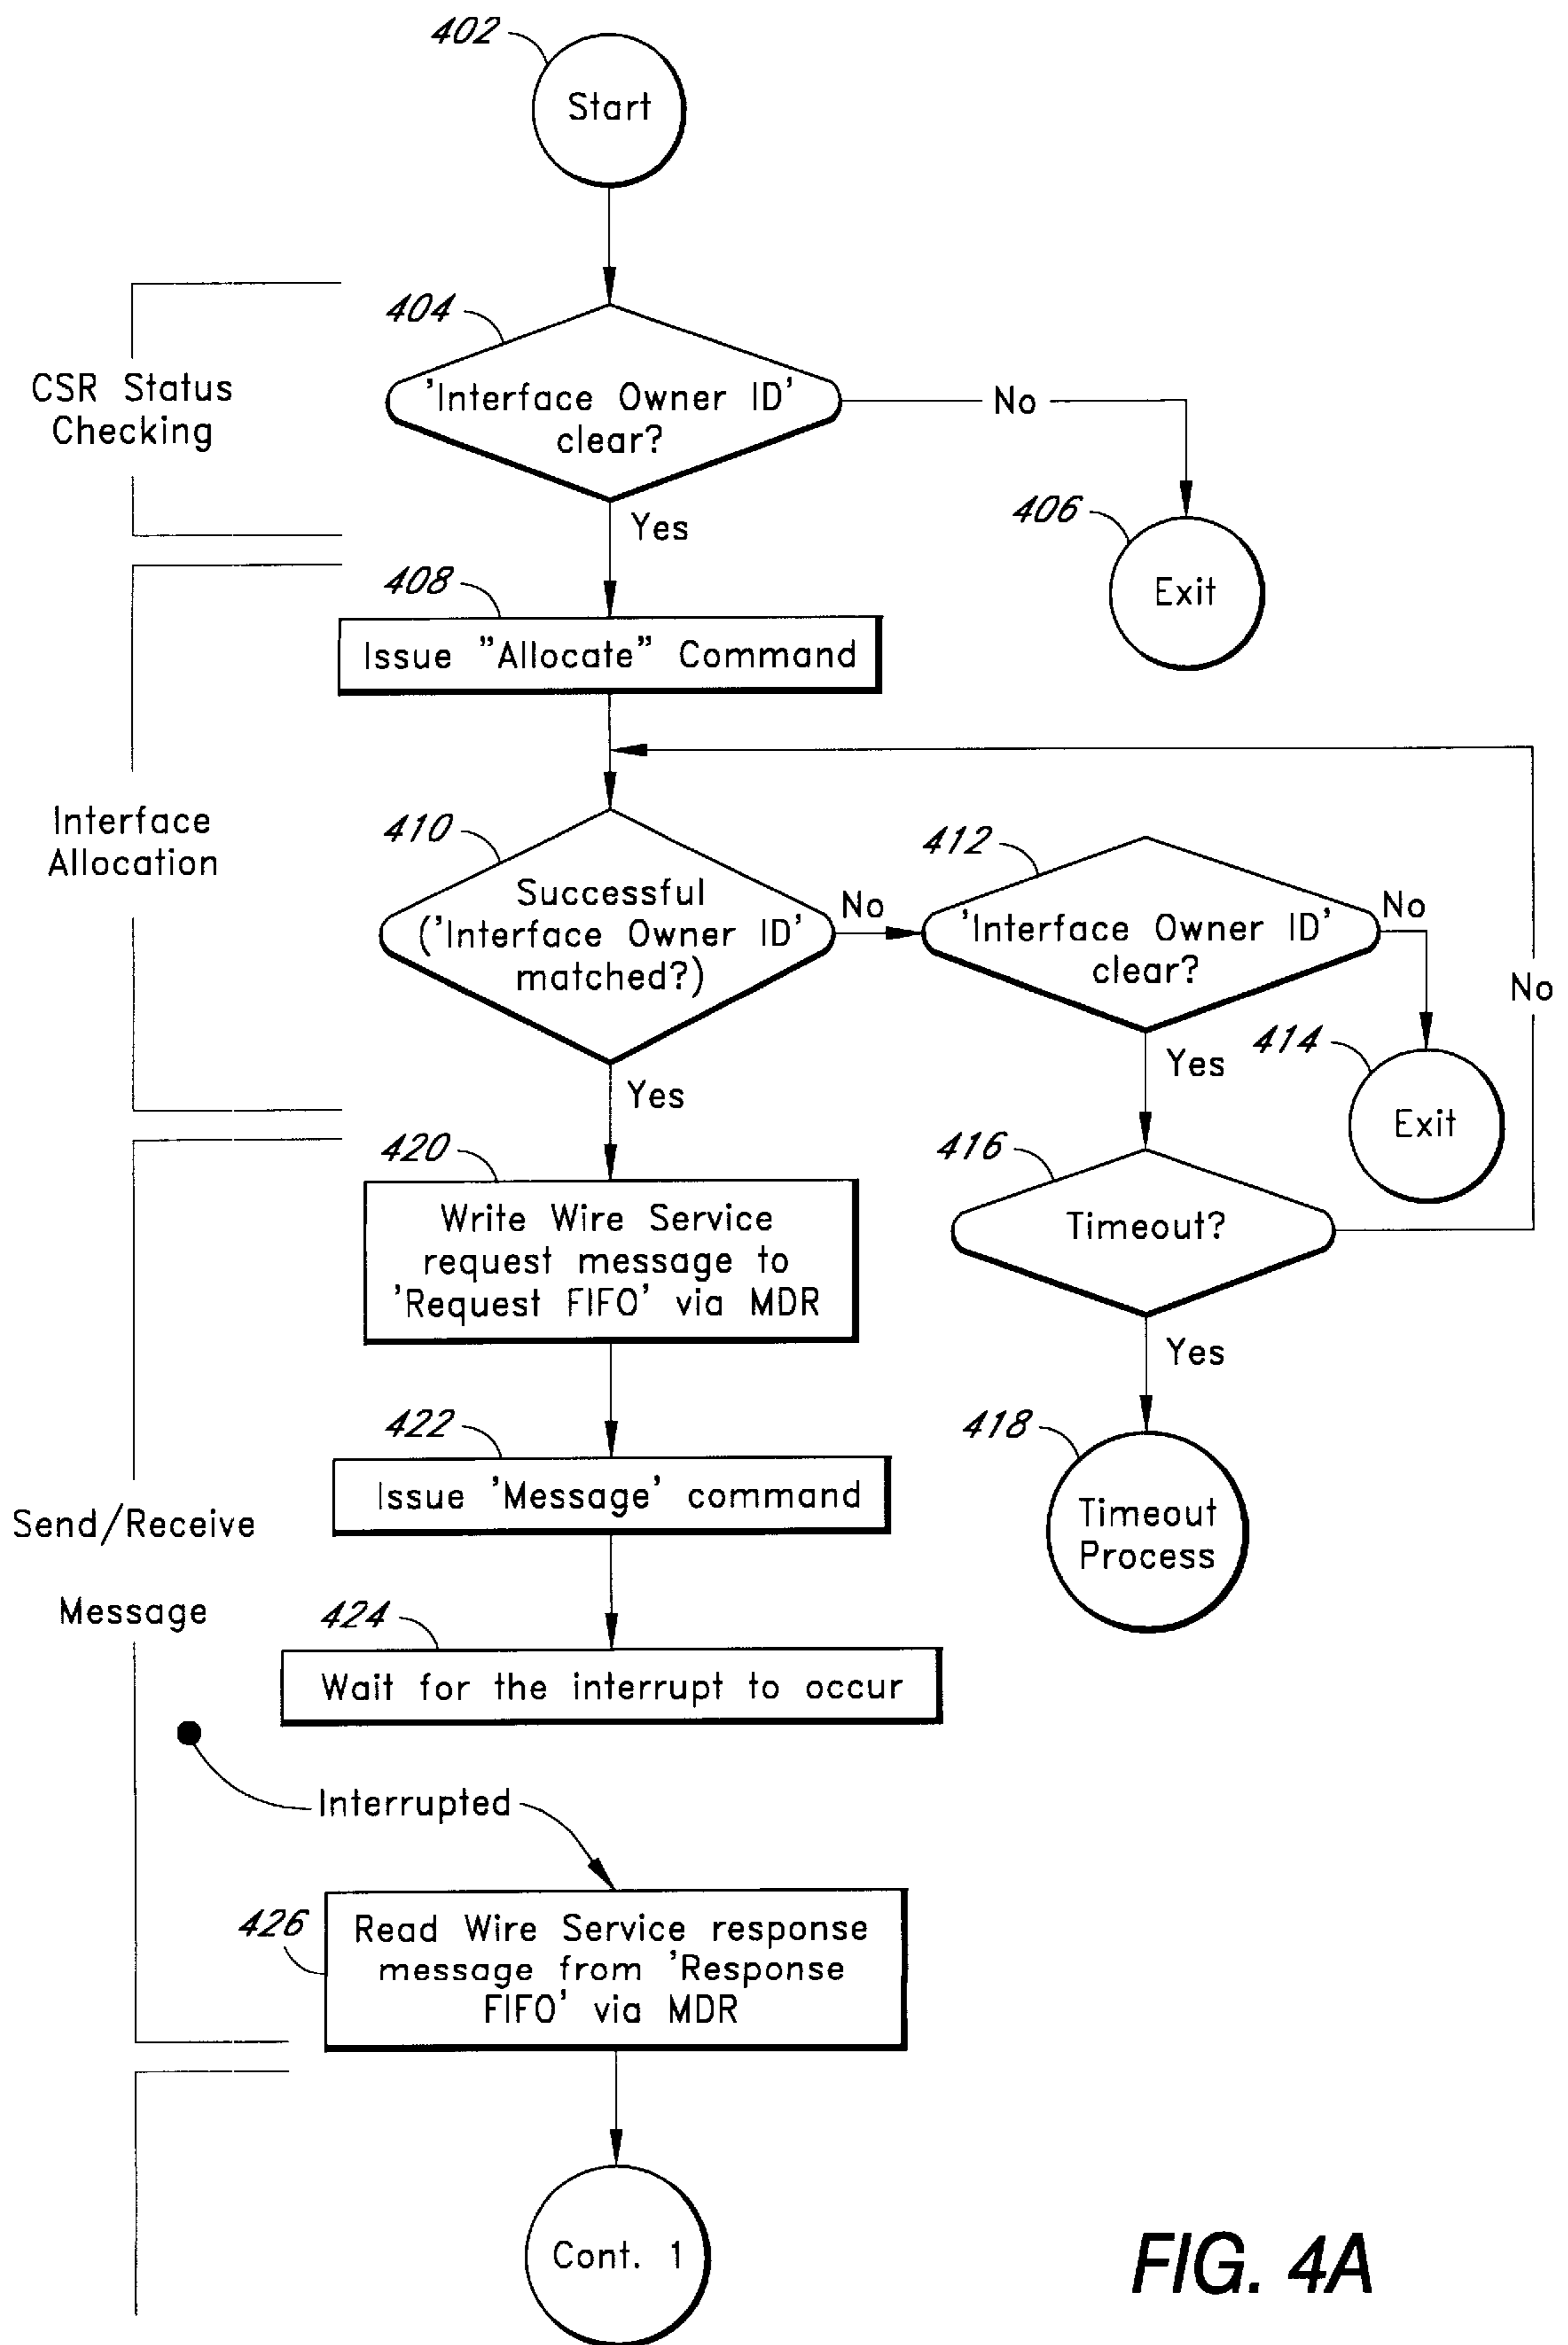 402
Start
404
CSR Status
Checking
'Interface Owner ID'
clear?
No
406
Exit
Yes
408
Issue "Allocate" Command
Interface
Allocation
410
Successful
('Interface Owner ID'
matched?)
No
412
'Interface Owner ID'
clear?
No
No
414
Exit
Yes
Yes
416
Timeout?
420
Write Wire Service
request message to
'Request FIFO' via MDR
Yes
418
Timeout
Process
422
Issue 'Message' command
Send/Receive
Message
424
Wait for the interrupt to occur
Interrupted
426
Read Wire Service response
message from 'Response
FIFO' via MDR
Cont. 1
FIG. 4A